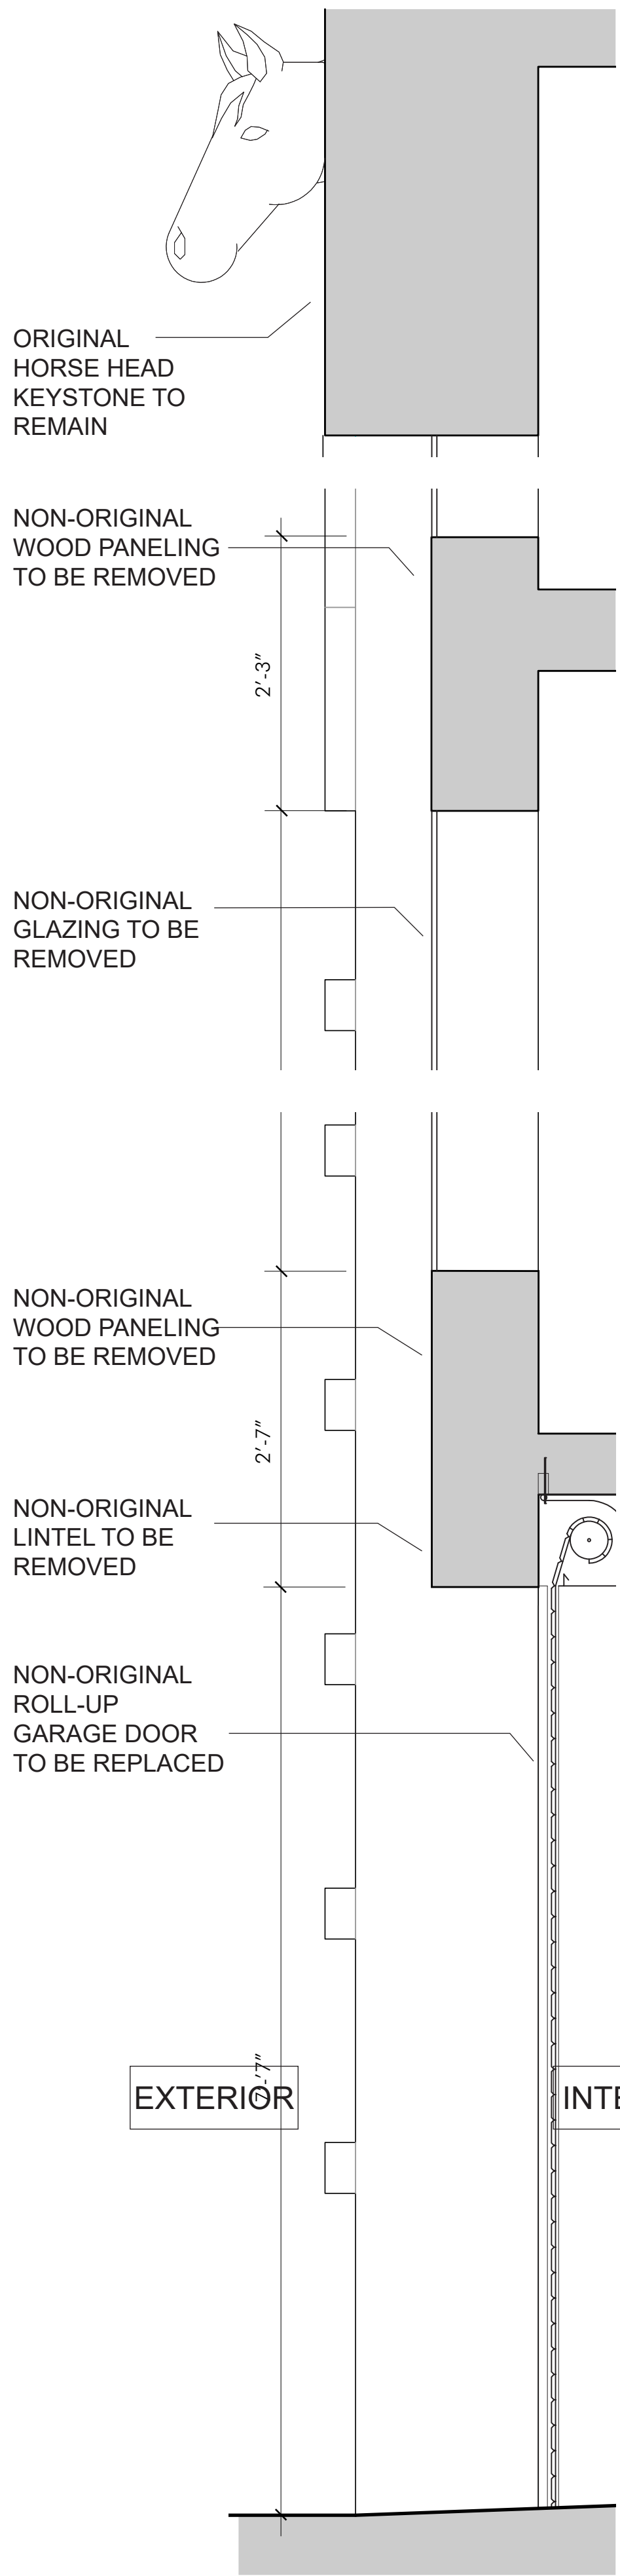 ORIGINAL
HORSE HEAD
KEYSTONE TO
REMAIN
NON-ORIGINAL
WOOD PANELING
TO BE REMOVED
2'-3"
NON-ORIGINAL
GLAZING TO BE
REMOVED
NON-ORIGINAL
WOOD PANELING
TO BE REMOVED
2'-7"
NON-ORIGINAL
LINTEL TO BE
REMOVED
NON-ORIGINAL
ROLL-UP
GARAGE DOOR
TO BE REPLACED
EXTERIOR